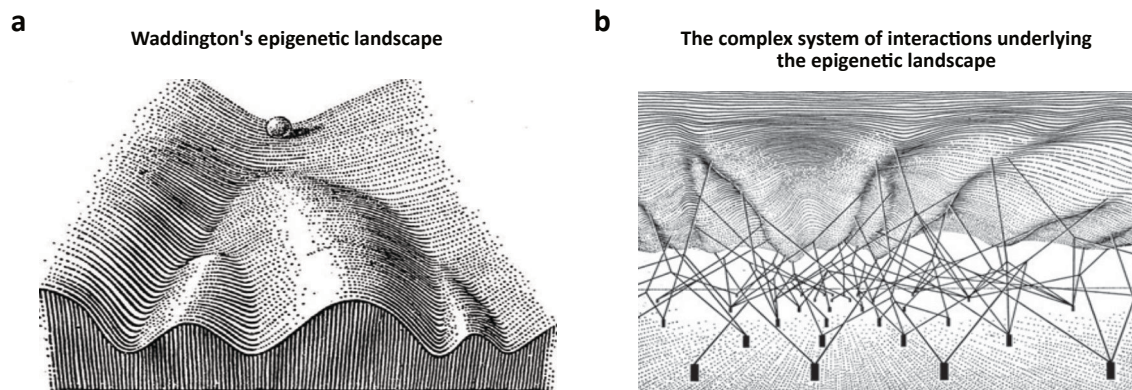 a
Waddington's epigenetic landscape
b
The complex system of interactions underlying
the epigenetic landscape